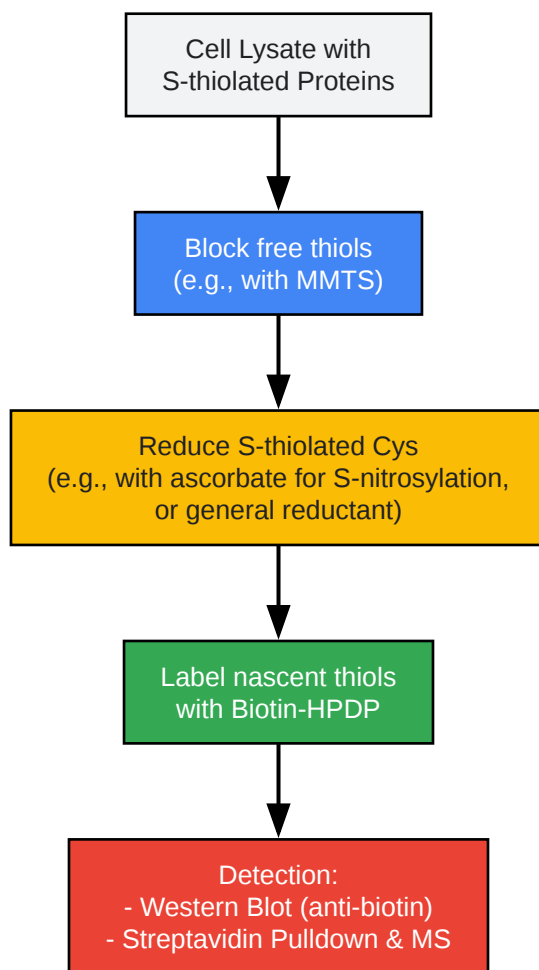 Cell Lysate with
S-thiolated Proteins
Block free thiols
(e.g., with MMTS)
Reduce S-thiolated Cys
(e.g., with ascorbate for S-nitrosylation,
or general reductant)
Label nascent thiols
with Biotin-HPDP
Detection:
- Western Blot (anti-biotin)
- Streptavidin Pulldown & MS